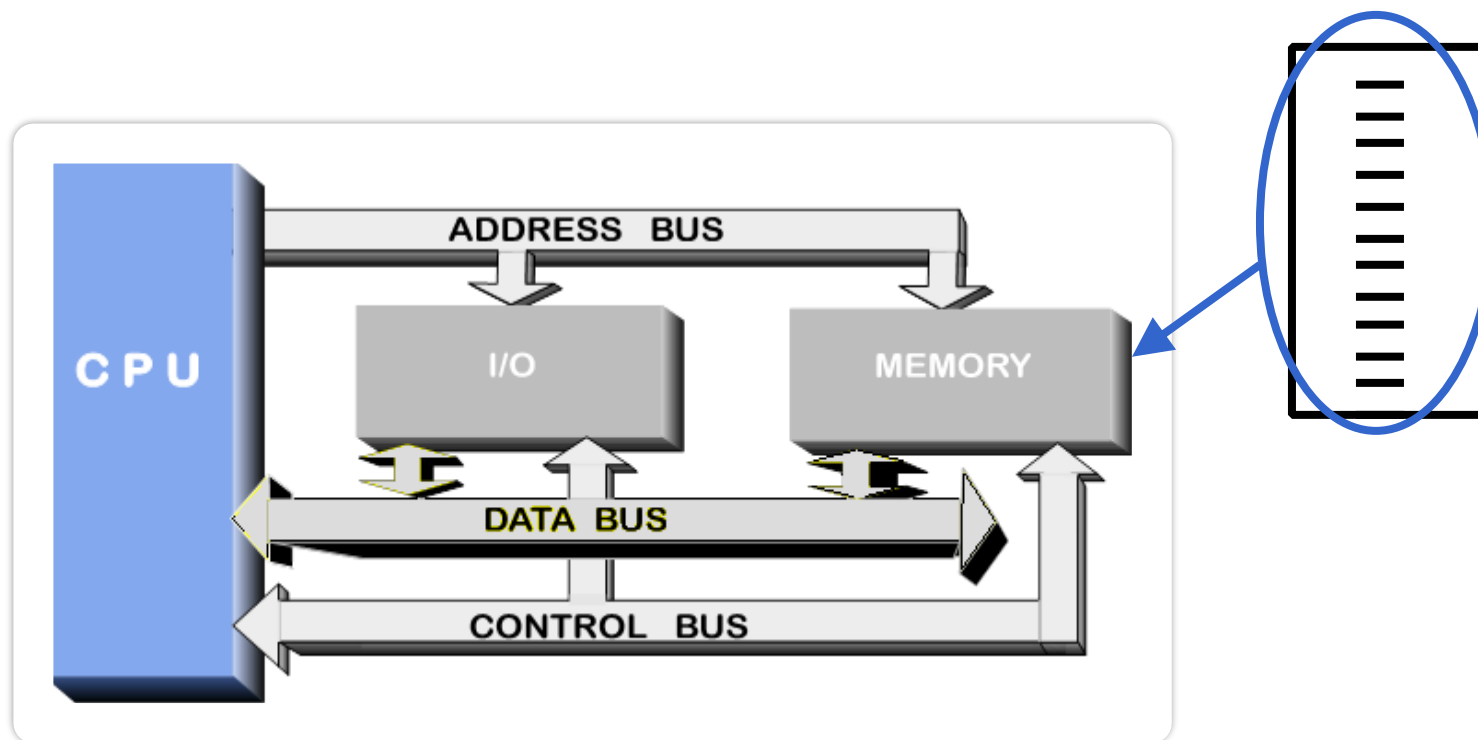 ADDRESS BUS
CPU
I/O
MEMORY
DATA BUS
CONTROL BUS